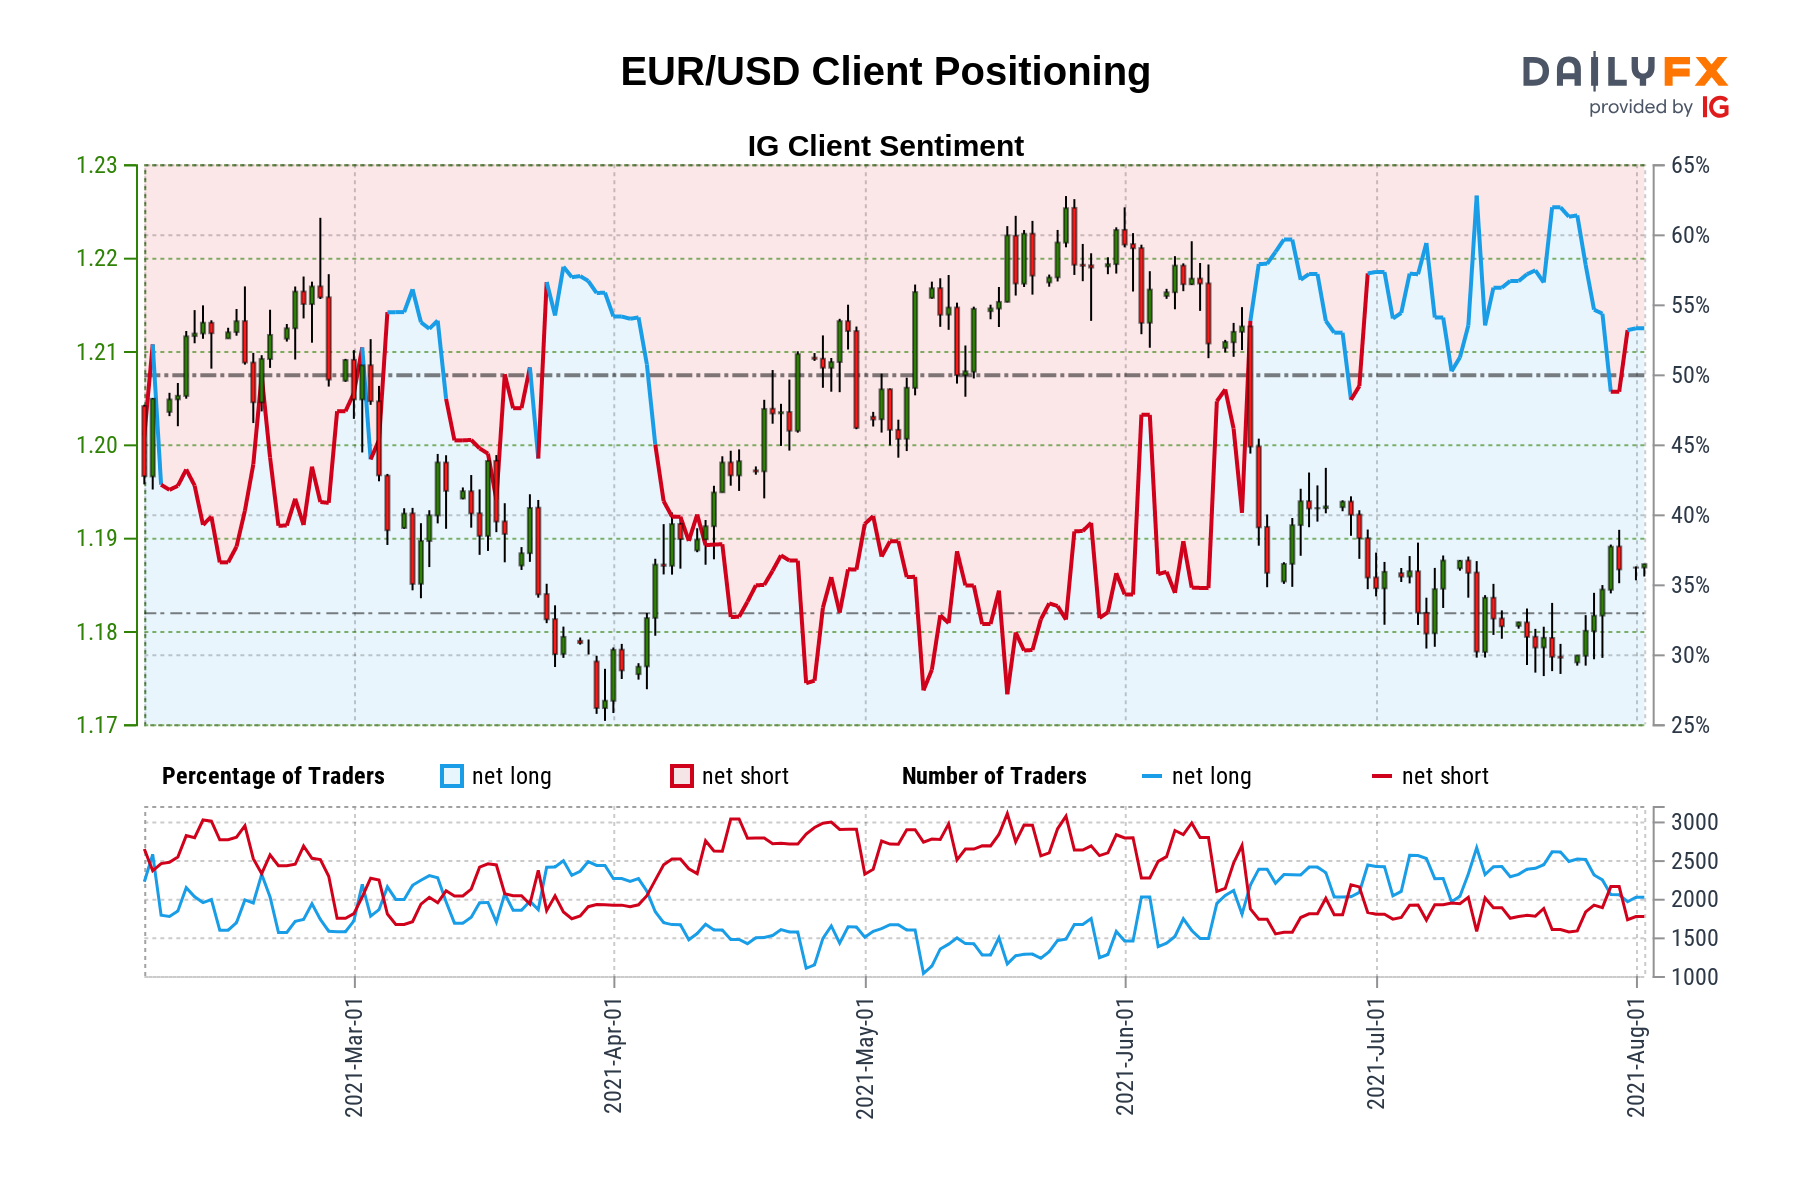 EUR/USD Client Positioning
DAILYFX
provided by IG
IG Client Sentiment
1.23
1.22
1.21
1.20
1.19
1.18
1.17
65%
60%
55%
50%
45%
40%
35%
30%
25%
Percentage of Traders net long net short Number of Traders net long net short
3000
2500
2000
1500
1000
2021-Mar-01
2021-Apr-01
2021-May-01
2021-Jun-01
2021-Jul-01
2021-Aug-01